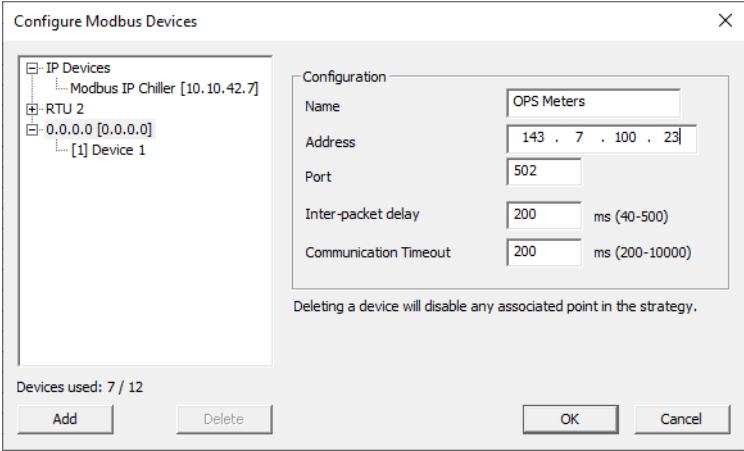 Configure Modbus Devices
IP Devices
Modbus IP Chiller [10.10.42.7]
RTU 2
0.0.0.0 [0.0.0.0]
[1] Device 1
Configuration
Name OPS Meters
Address 143 . 7 . 100 . 23
Port 502
Inter-packet delay 200 ms (40-500)
Communication Timeout 200 ms (200-10000)
Deleting a device will disable any associated point in the strategy.
Devices used: 7 / 12
Add Delete OK Cancel